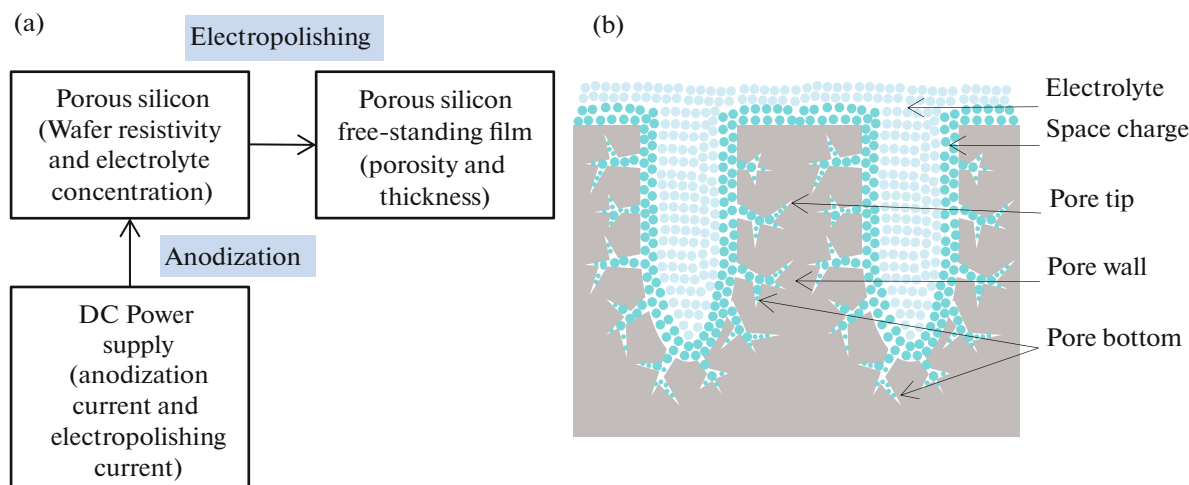 (a)
Electropolishing
Porous silicon
(Wafer resistivity
and electrolyte
concentration)
Porous silicon
free-standing film
(porosity and
thickness)
Anodization
DC Power
supply
(anodization
current and
electropolishing
current)
(b)
Electrolyte
Space charge
Pore tip
Pore wall
Pore bottom